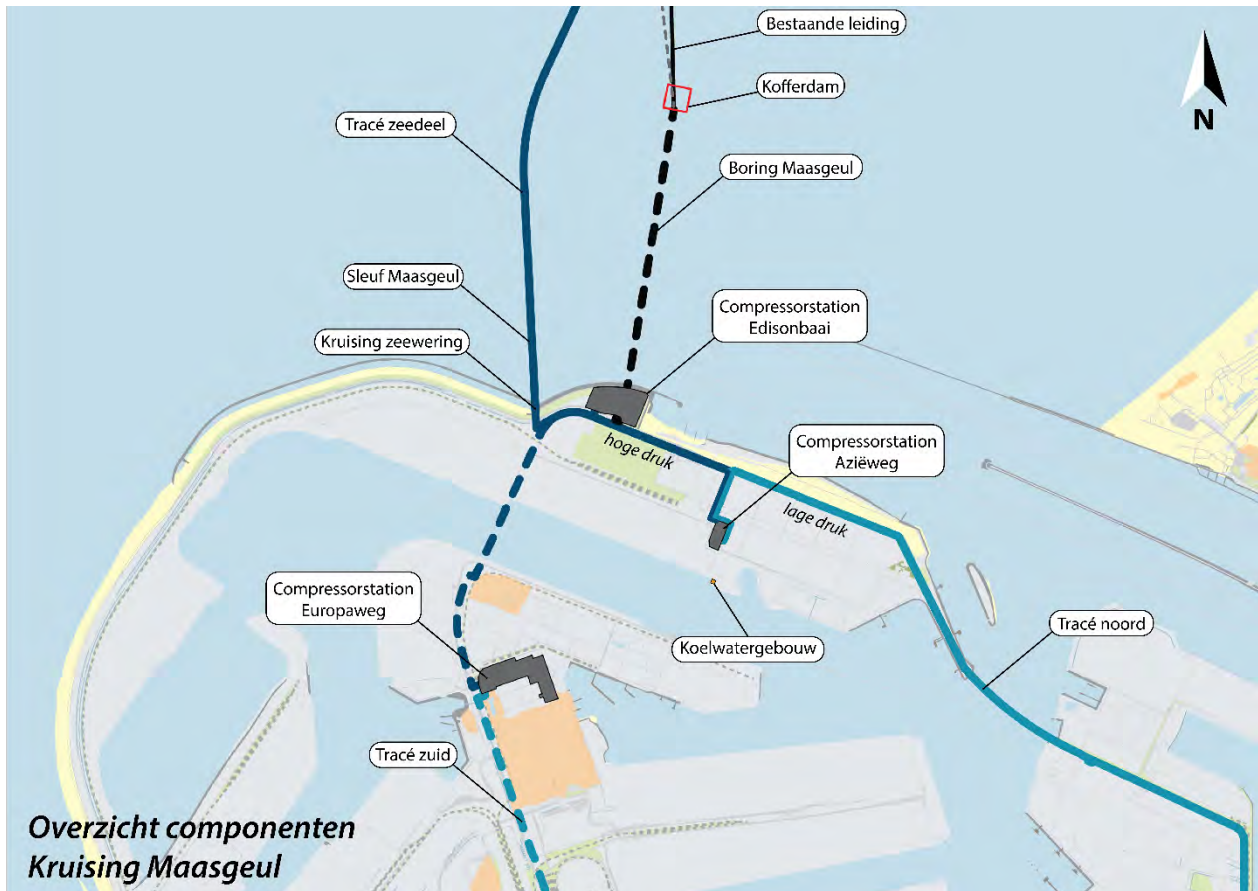 Bestaande leiding
Kofferdam
N
Tracé zeedeel
Boring Maasgeul
Sleuf Maasgeul
Compressorstation
Edisonbaai
Kruising zeewering
hoge druk
Compressorstation
Aziëweg
lage druk
Compressorstation
Europaweg
Koelwatergebouw
Tracé noord
Tracé zuid
Overzicht componenten
Kruising Maasgeul